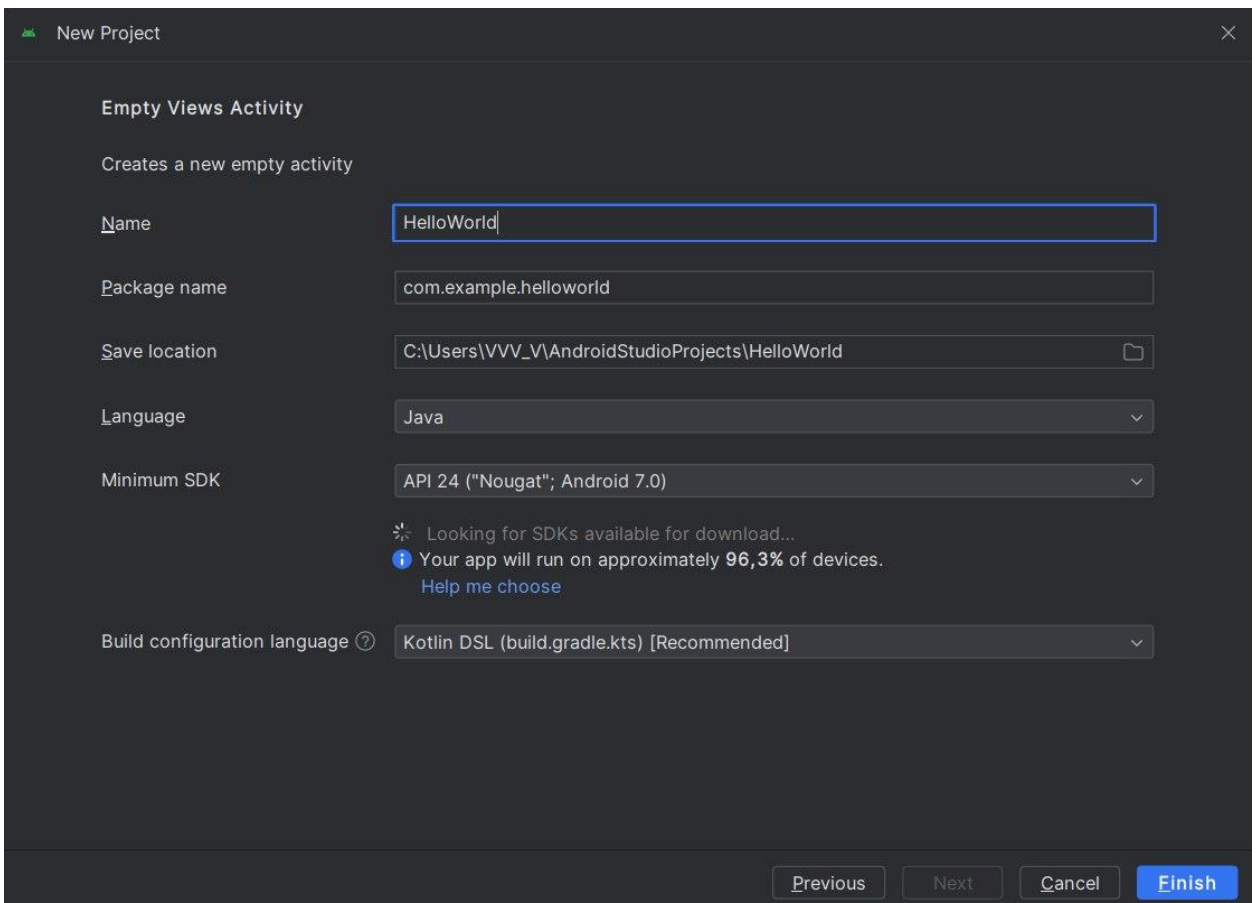 New Project
Empty Views Activity
Creates a new empty activity
Name HelloWorld
Package name com.example.helloworld
Save location C:\Users\VVV_V\AndroidStudioProjects\HelloWorld
Language Java
Minimum SDK API 24 ("Nougat"; Android 7.0)
Looking for SDKs available for download...
Your app will run on approximately 96,3% of devices.
Help me choose
Build configuration language Kotlin DSL (build.gradle.kts) [Recommended]
Previous Next Cancel Finish